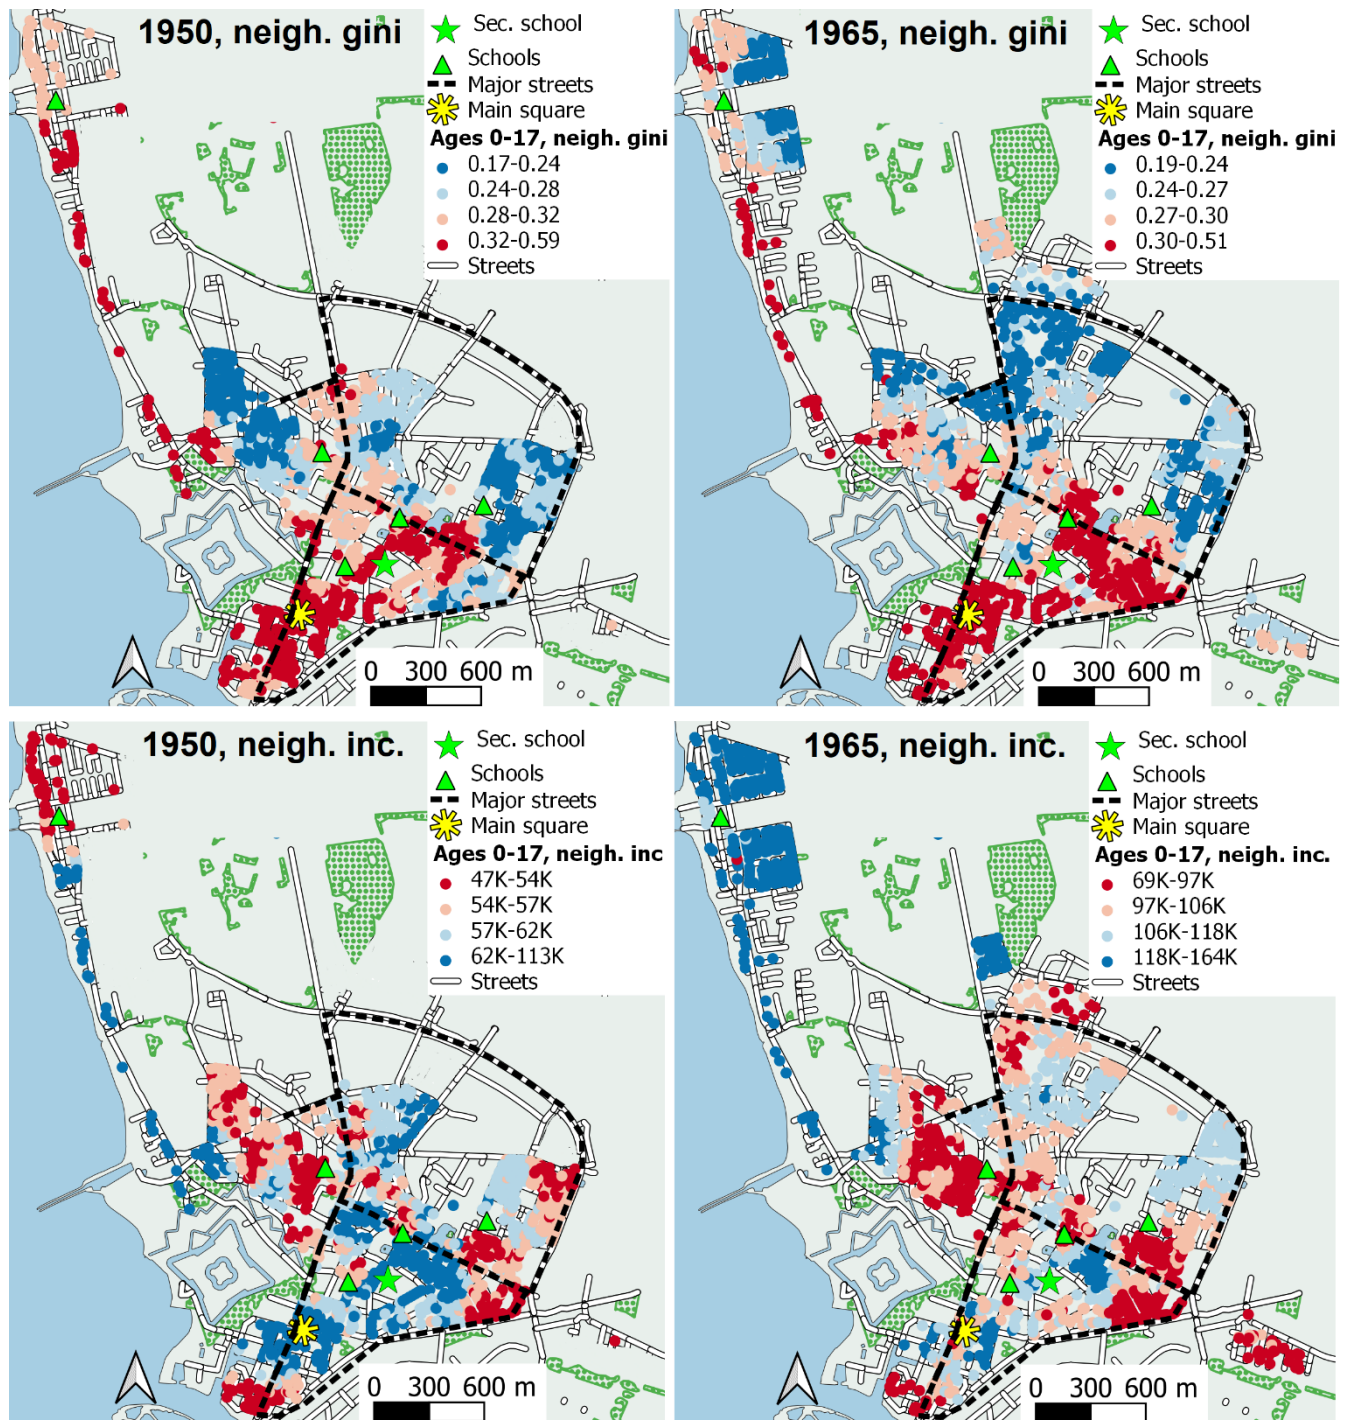 1950, neigh. gini
Sec. school
Schools
Major streets
Main square
Ages 0-17, neigh. gini
0.17-0.24
0.24-0.28
0.28-0.32
0.32-0.59
Streets
0 300 600 m
1965, neigh. gini
Sec. school
Schools
Major streets
Main square
Ages 0-17, neigh. gini
0.19-0.24
0.24-0.27
0.27-0.30
0.30-0.51
Streets
0 300 600 m
1950, neigh. inc.
Sec. school
Schools
Major streets
Main square
Ages 0-17, neigh. inc
47K-54K
54K-57K
57K-62K
62K-113K
Streets
0 300 600 m
1965, neigh. inc.
Sec. school
Schools
Major streets
Main square
Ages 0-17, neigh. inc.
69K-97K
97K-106K
106K-118K
118K-164K
Streets
0 300 600 m